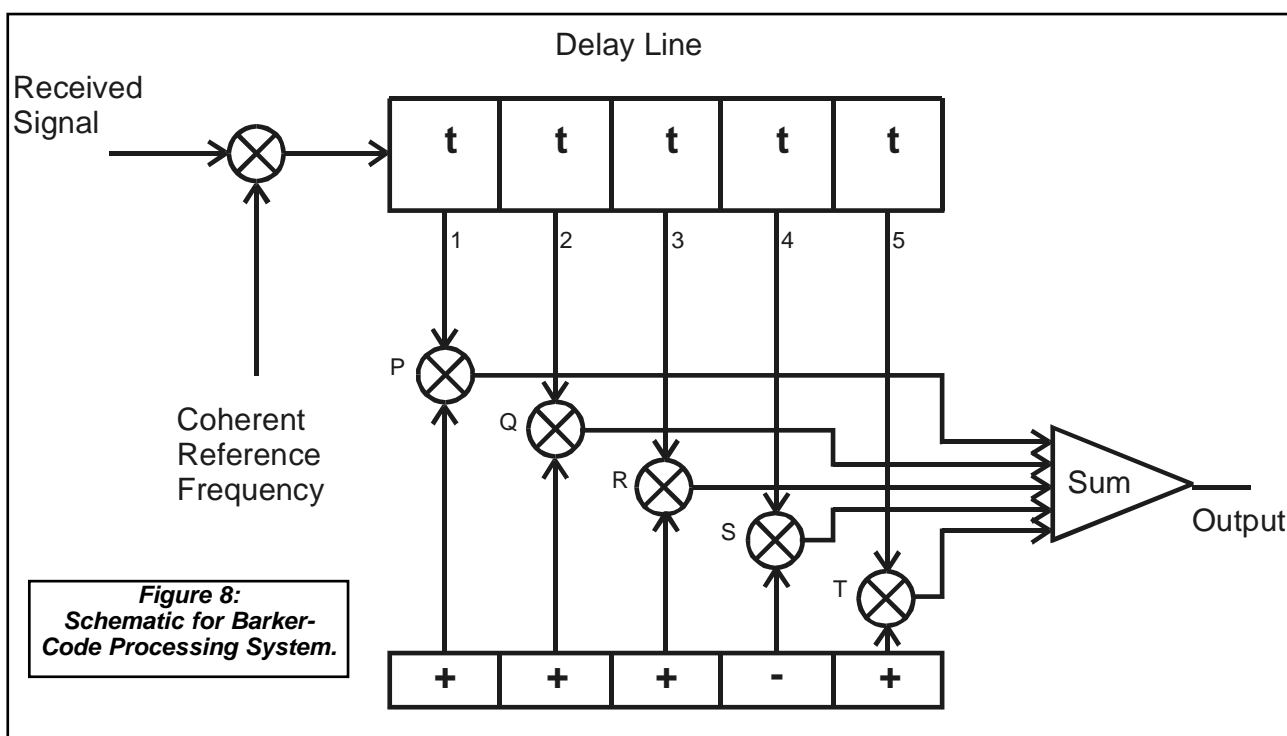 Delay Line
Received
Signal
t t t t t
1 2 3 4 5
P
Q
R
S
T
Coherent
Reference
Frequency
Sum
Output
Figure 8:
Schematic for Barker-
Code Processing System.
+ + + - +